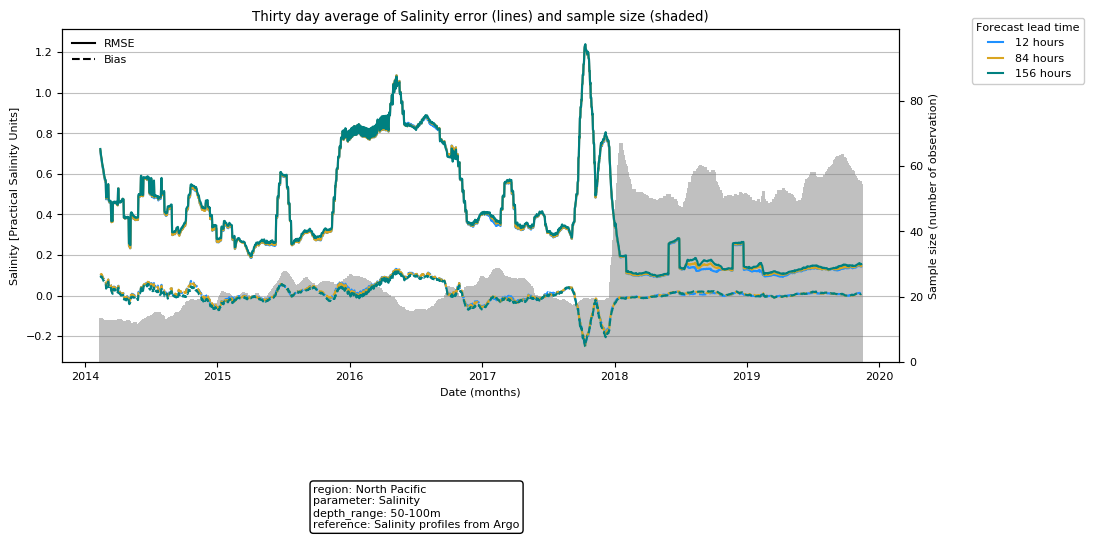 Thirty day average of Salinity error (lines) and sample size (shaded)
Forecast lead time
12 hours
84 hours
156 hours
RMSE
Bias
Salinity [Practical Salinity Units]
1.2
1.0
0.8
0.6
0.4
0.2
0.0
−0.2
80
60
40
20
0
Sample size (number of observation)
2014 2015 2016 2017 2018 2019 2020
Date (months)
region: North Pacific
parameter: Salinity
depth_range: 50-100m
reference: Salinity profiles from Argo